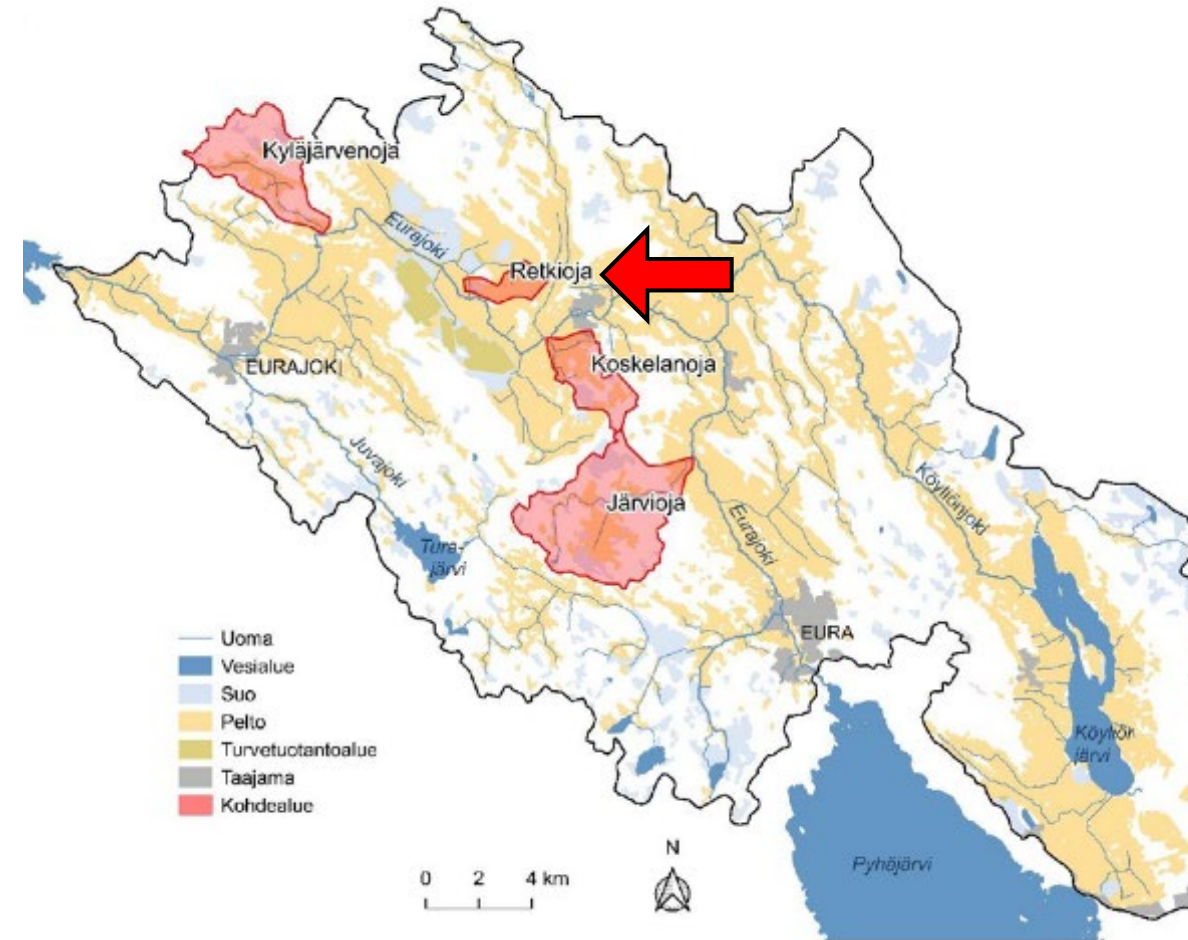 Kyläjärvenoja
Eurajoki
Retkioja
Koskelanoja
EURAJOKI
Juvajoki
Köyliönjoki
Järvioja
Eurajoki
Tura-
järvi
EURA
Köyliön
järvi
Pyhäjärvi
Uoma
Vesialue
Suo
Pelto
Turvetuotantoalue
Taajama
Kohdealue
N
0 2 4 km